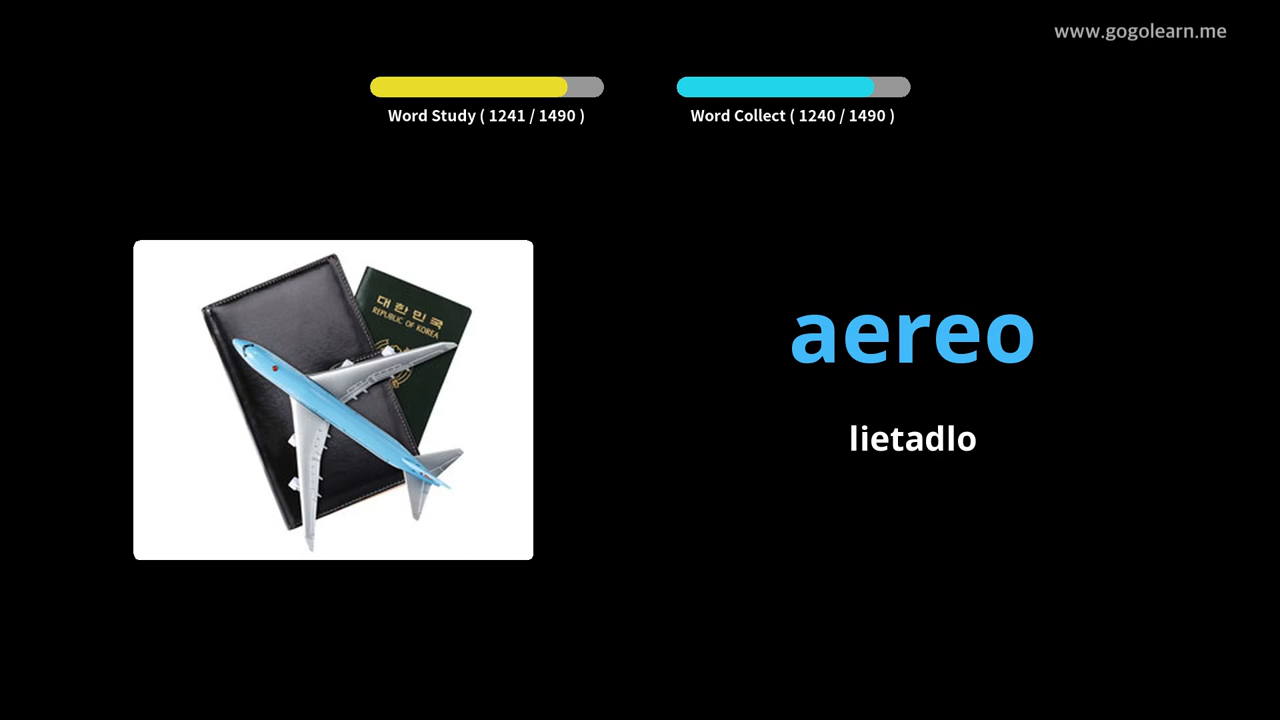 www.gogolearn.me
Word Study ( 1241 / 1490 )
Word Collect ( 1240 / 1490 )
대한민국
REPUBLIC OF KOREA
aereo
lietadlo